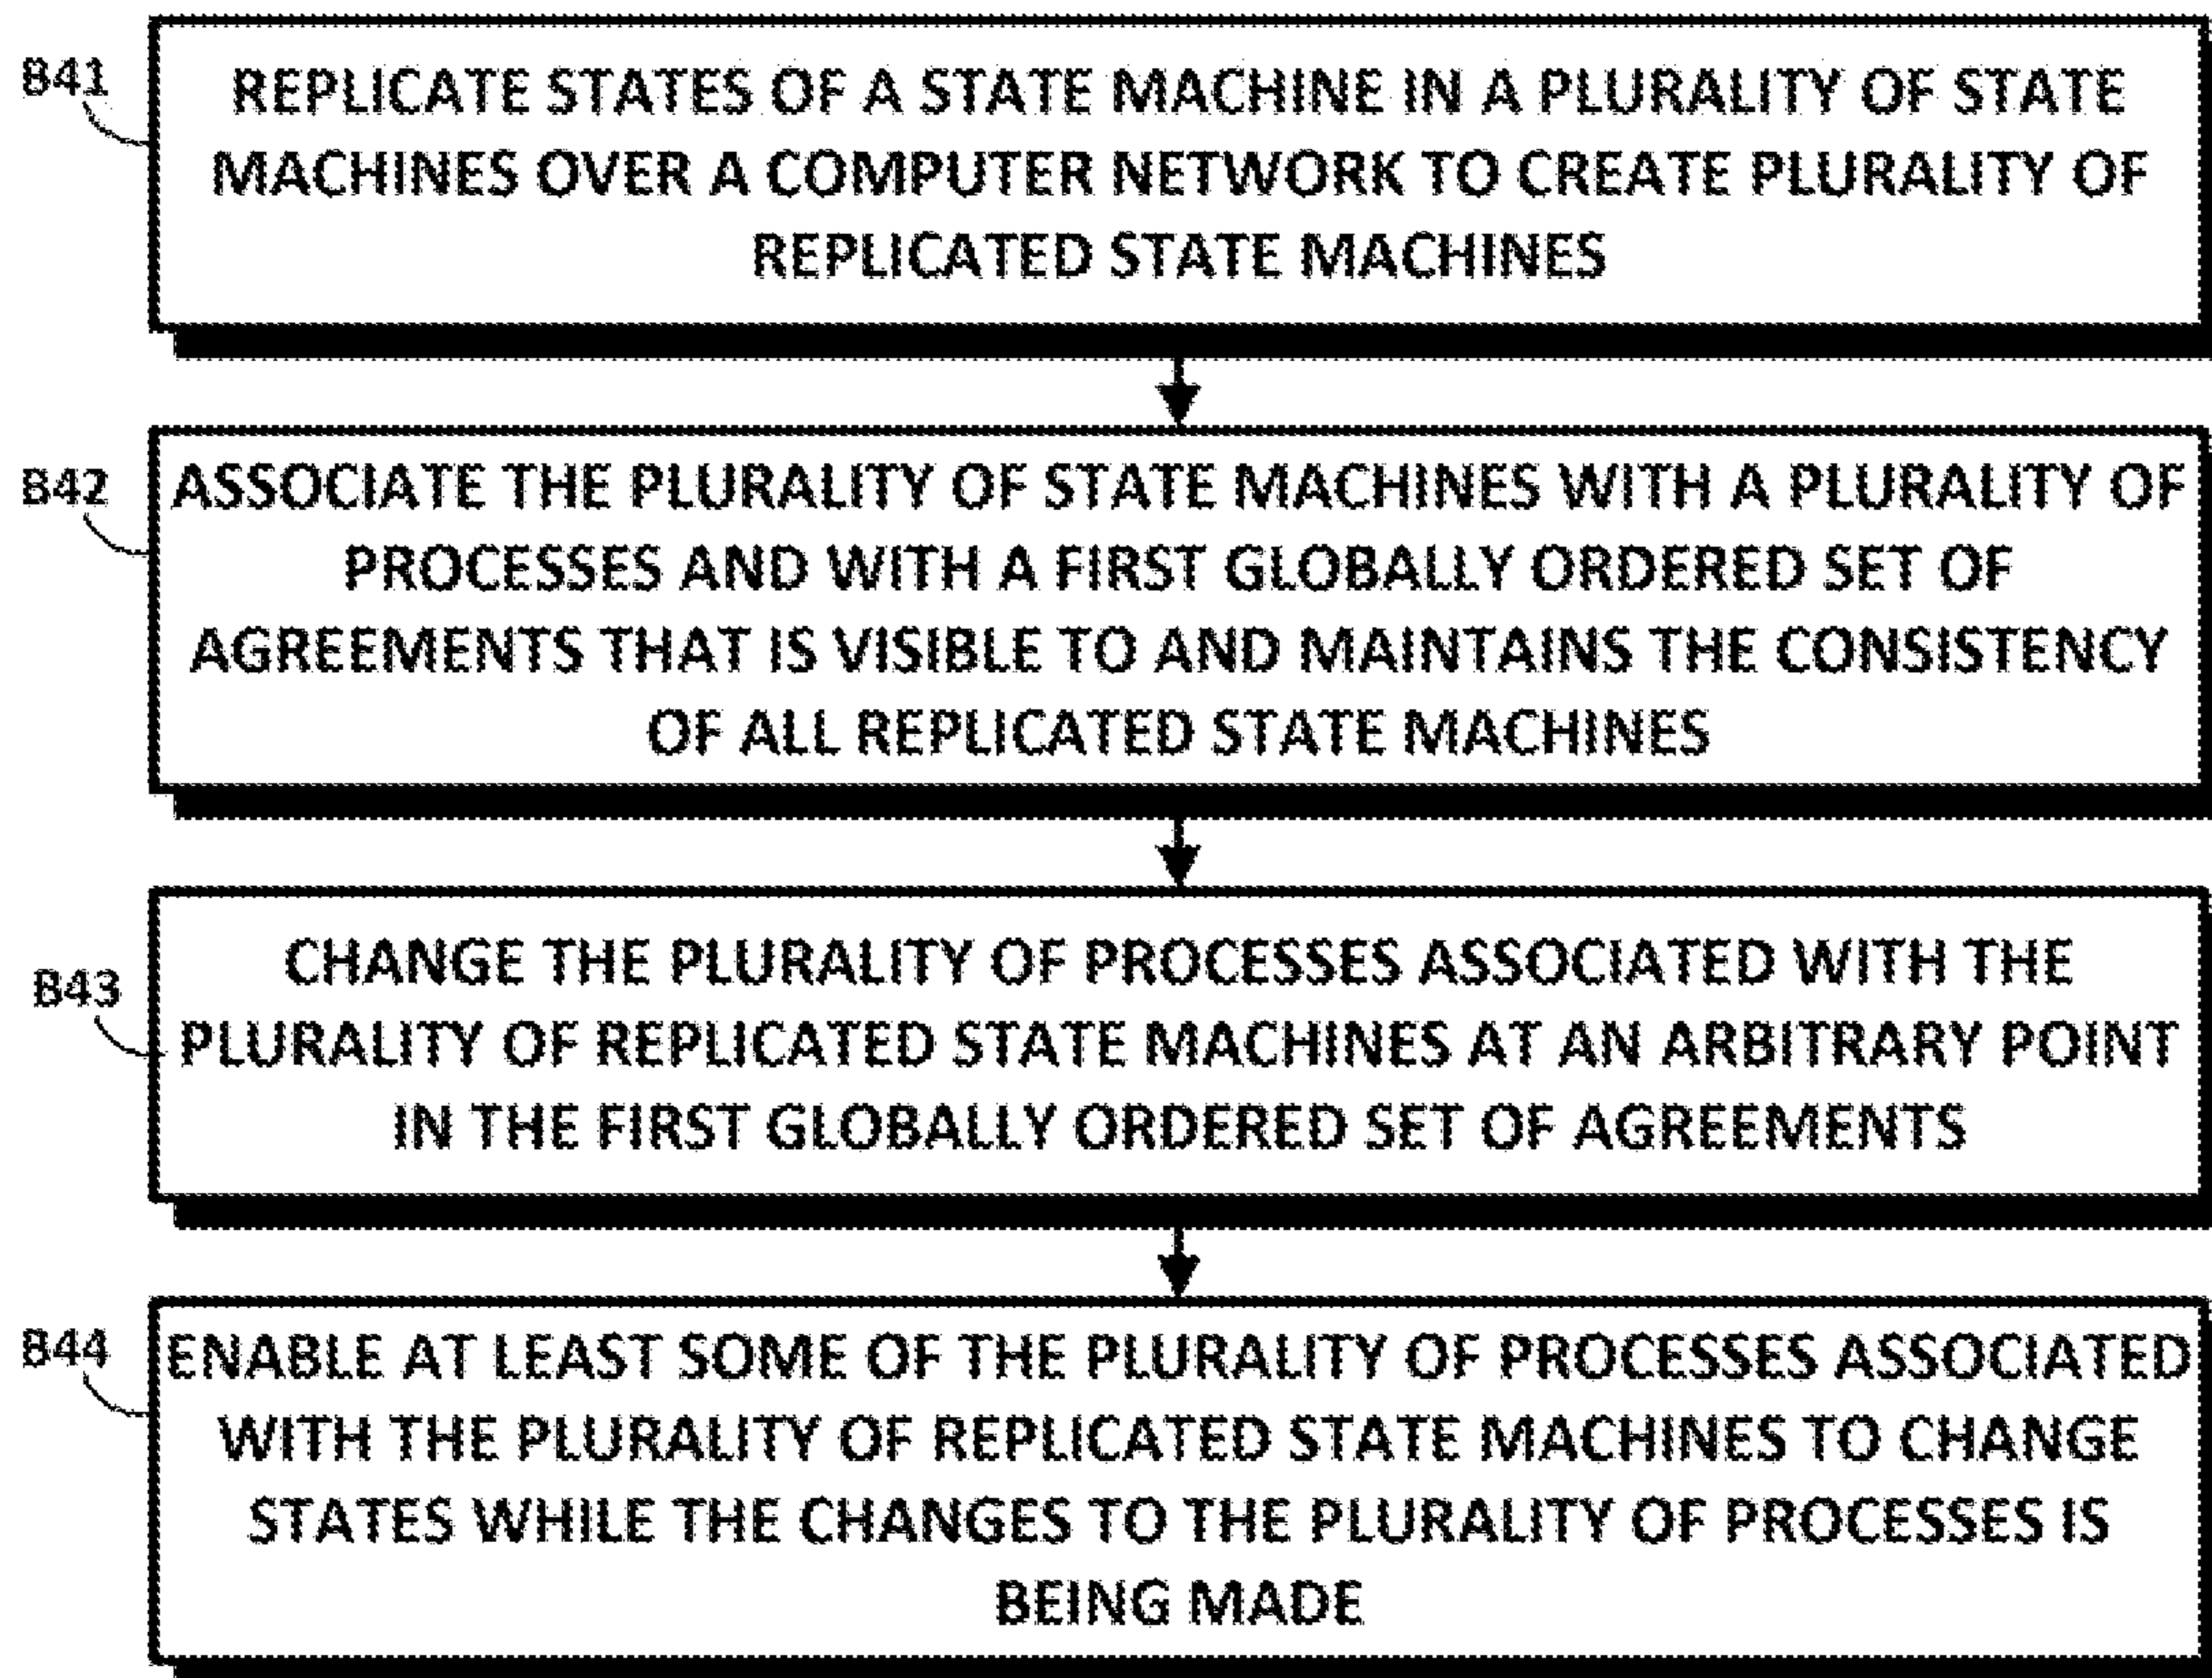 B41
REPLICATE STATES OF A STATE MACHINE IN A PLURALITY OF STATE
MACHINES OVER A COMPUTER NETWORK TO CREATE PLURALITY OF
REPLICATED STATE MACHINES
B42
ASSOCIATE THE PLURALITY OF STATE MACHINES WITH A PLURALITY OF
PROCESSES AND WITH A FIRST GLOBALLY ORDERED SET OF
AGREEMENTS THAT IS VISIBLE TO AND MAINTAINS THE CONSISTENCY
OF ALL REPLICATED STATE MACHINES
B43
CHANGE THE PLURALITY OF PROCESSES ASSOCIATED WITH THE
PLURALITY OF REPLICATED STATE MACHINES AT AN ARBITRARY POINT
IN THE FIRST GLOBALLY ORDERED SET OF AGREEMENTS
B44
ENABLE AT LEAST SOME OF THE PLURALITY OF PROCESSES ASSOCIATED
WITH THE PLURALITY OF REPLICATED STATE MACHINES TO CHANGE
STATES WHILE THE CHANGES TO THE PLURALITY OF PROCESSES IS
BEING MADE